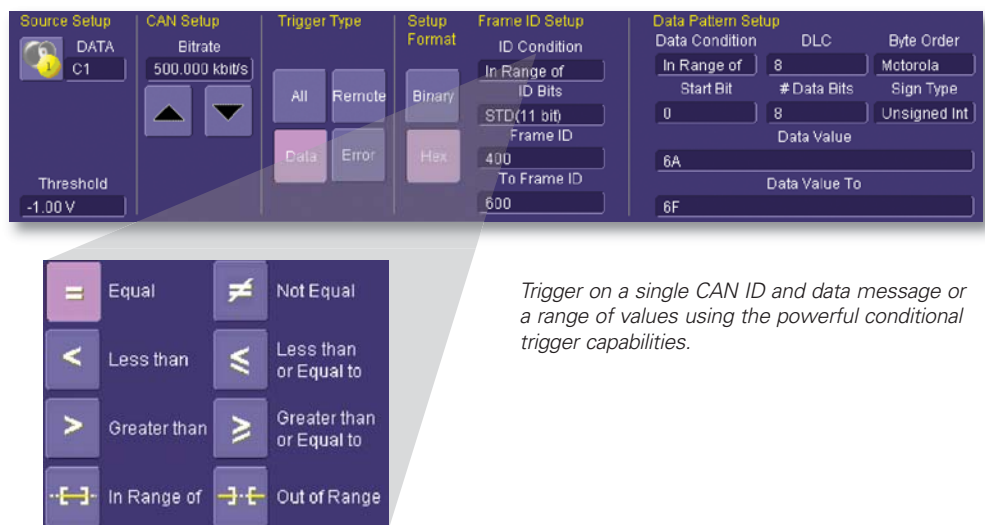 Source Setup
DATA
1
C1
Threshold
-1.00 V
CAN Setup
Bitrate
500.000 kbit/s
Trigger Type
All
Remote
Data
Error
Setup
Format
Binary
Hex
Frame ID Setup
ID Condition
In Range of
ID Bits
STD(11 bit)
Frame ID
400
To Frame ID
600
Data Pattern Setup
Data Condition
DLC
Byte Order
In Range of
8
Motorola
Start Bit
# Data Bits
Sign Type
0
8
Unsigned Int
Data Value
6A
Data Value To
6F
= Equal
≠ Not Equal
< Less than
≤ Less than
or Equal to
> Greater than
≥ Greater than
or Equal to
In Range of
Out of Range
Trigger on a single CAN ID and data message or
a range of values using the powerful conditional
trigger capabilities.